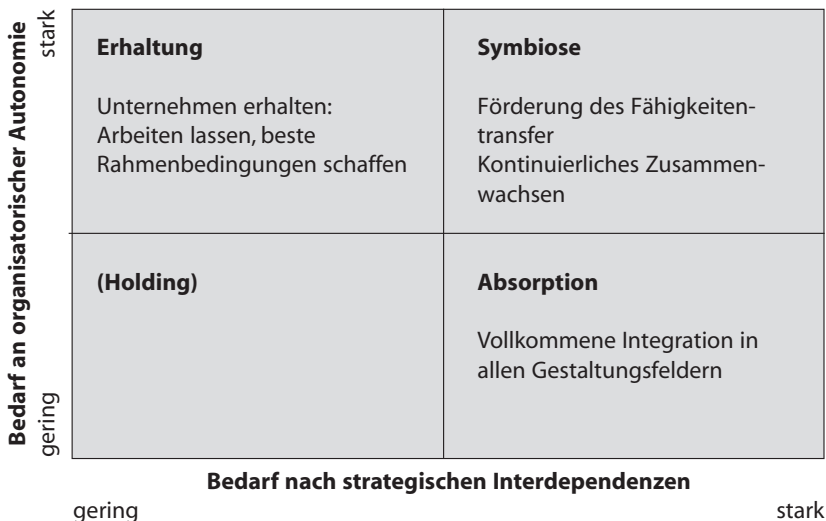 Bedarf an organisatorischer Autonomie
stark
gering
Erhaltung
Unternehmen erhalten:
Arbeiten lassen, beste
Rahmenbedingungen schaffen
Symbiose
Förderung des Fähigkeiten-
transfer
Kontinuierliches Zusammen-
wachsen
(Holding)
Absorption
Vollkommene Integration in
allen Gestaltungsfeldern
Bedarf nach strategischen Interdependenzen
gering
stark